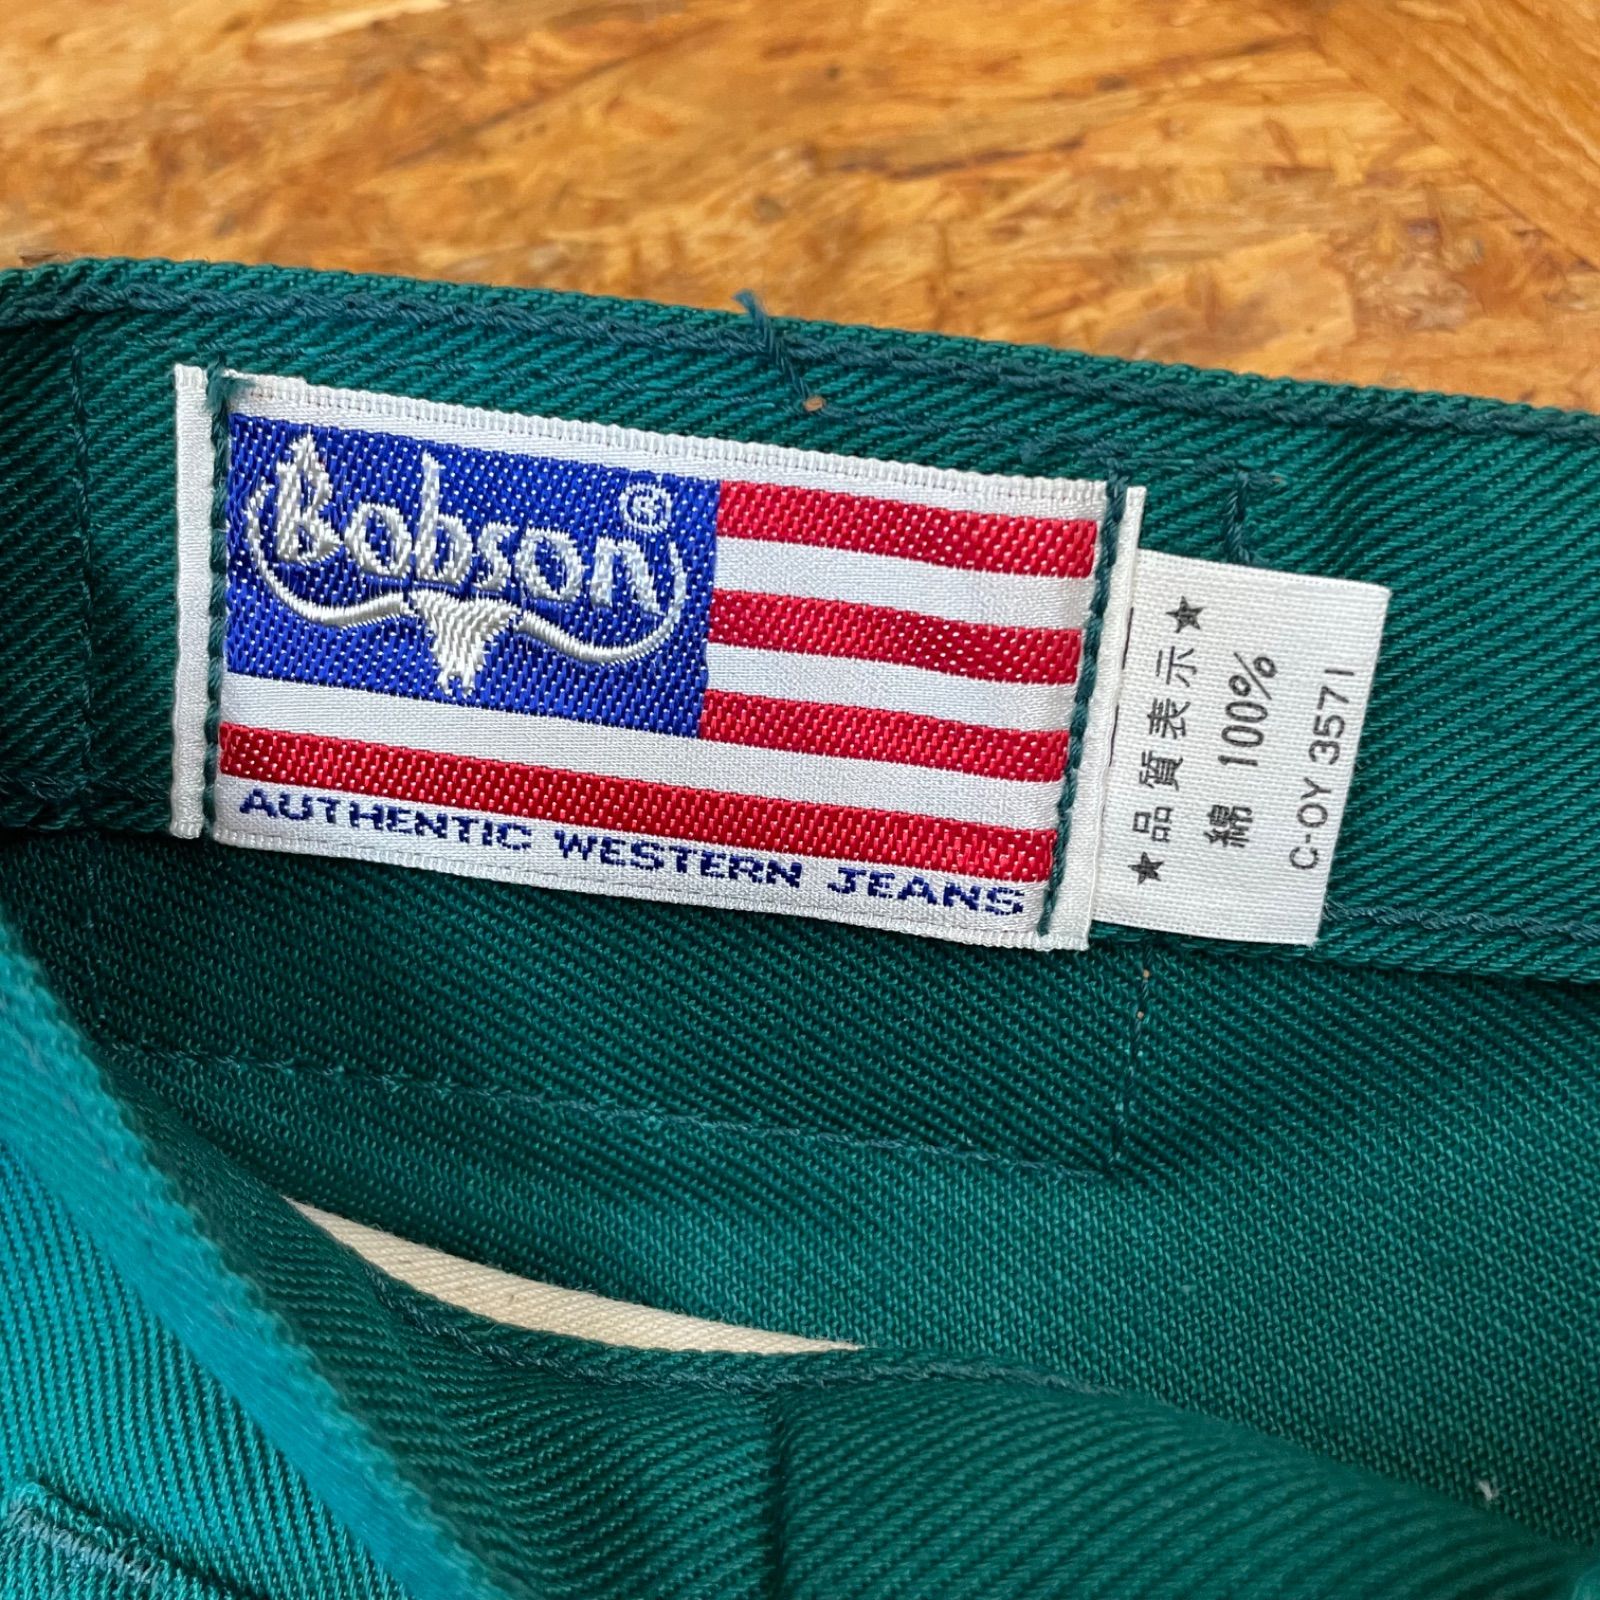 Bobson ®
AUTHENTIC WESTERN JEANS
★品質表示★
綿 100%
C-OY 3571